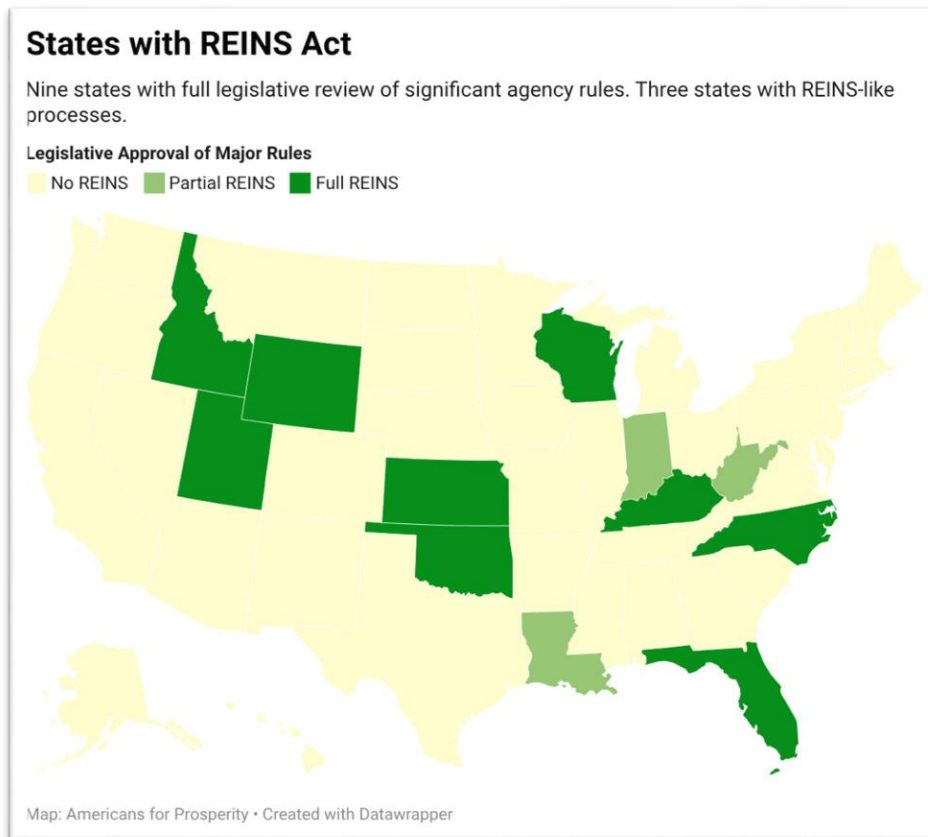 States with REINS Act
Nine states with full legislative review of significant agency rules. Three states with REINS-like
processes.
Legislative Approval of Major Rules
No REINS Partial REINS Full REINS
Map: Americans for Prosperity • Created with Datawrapper